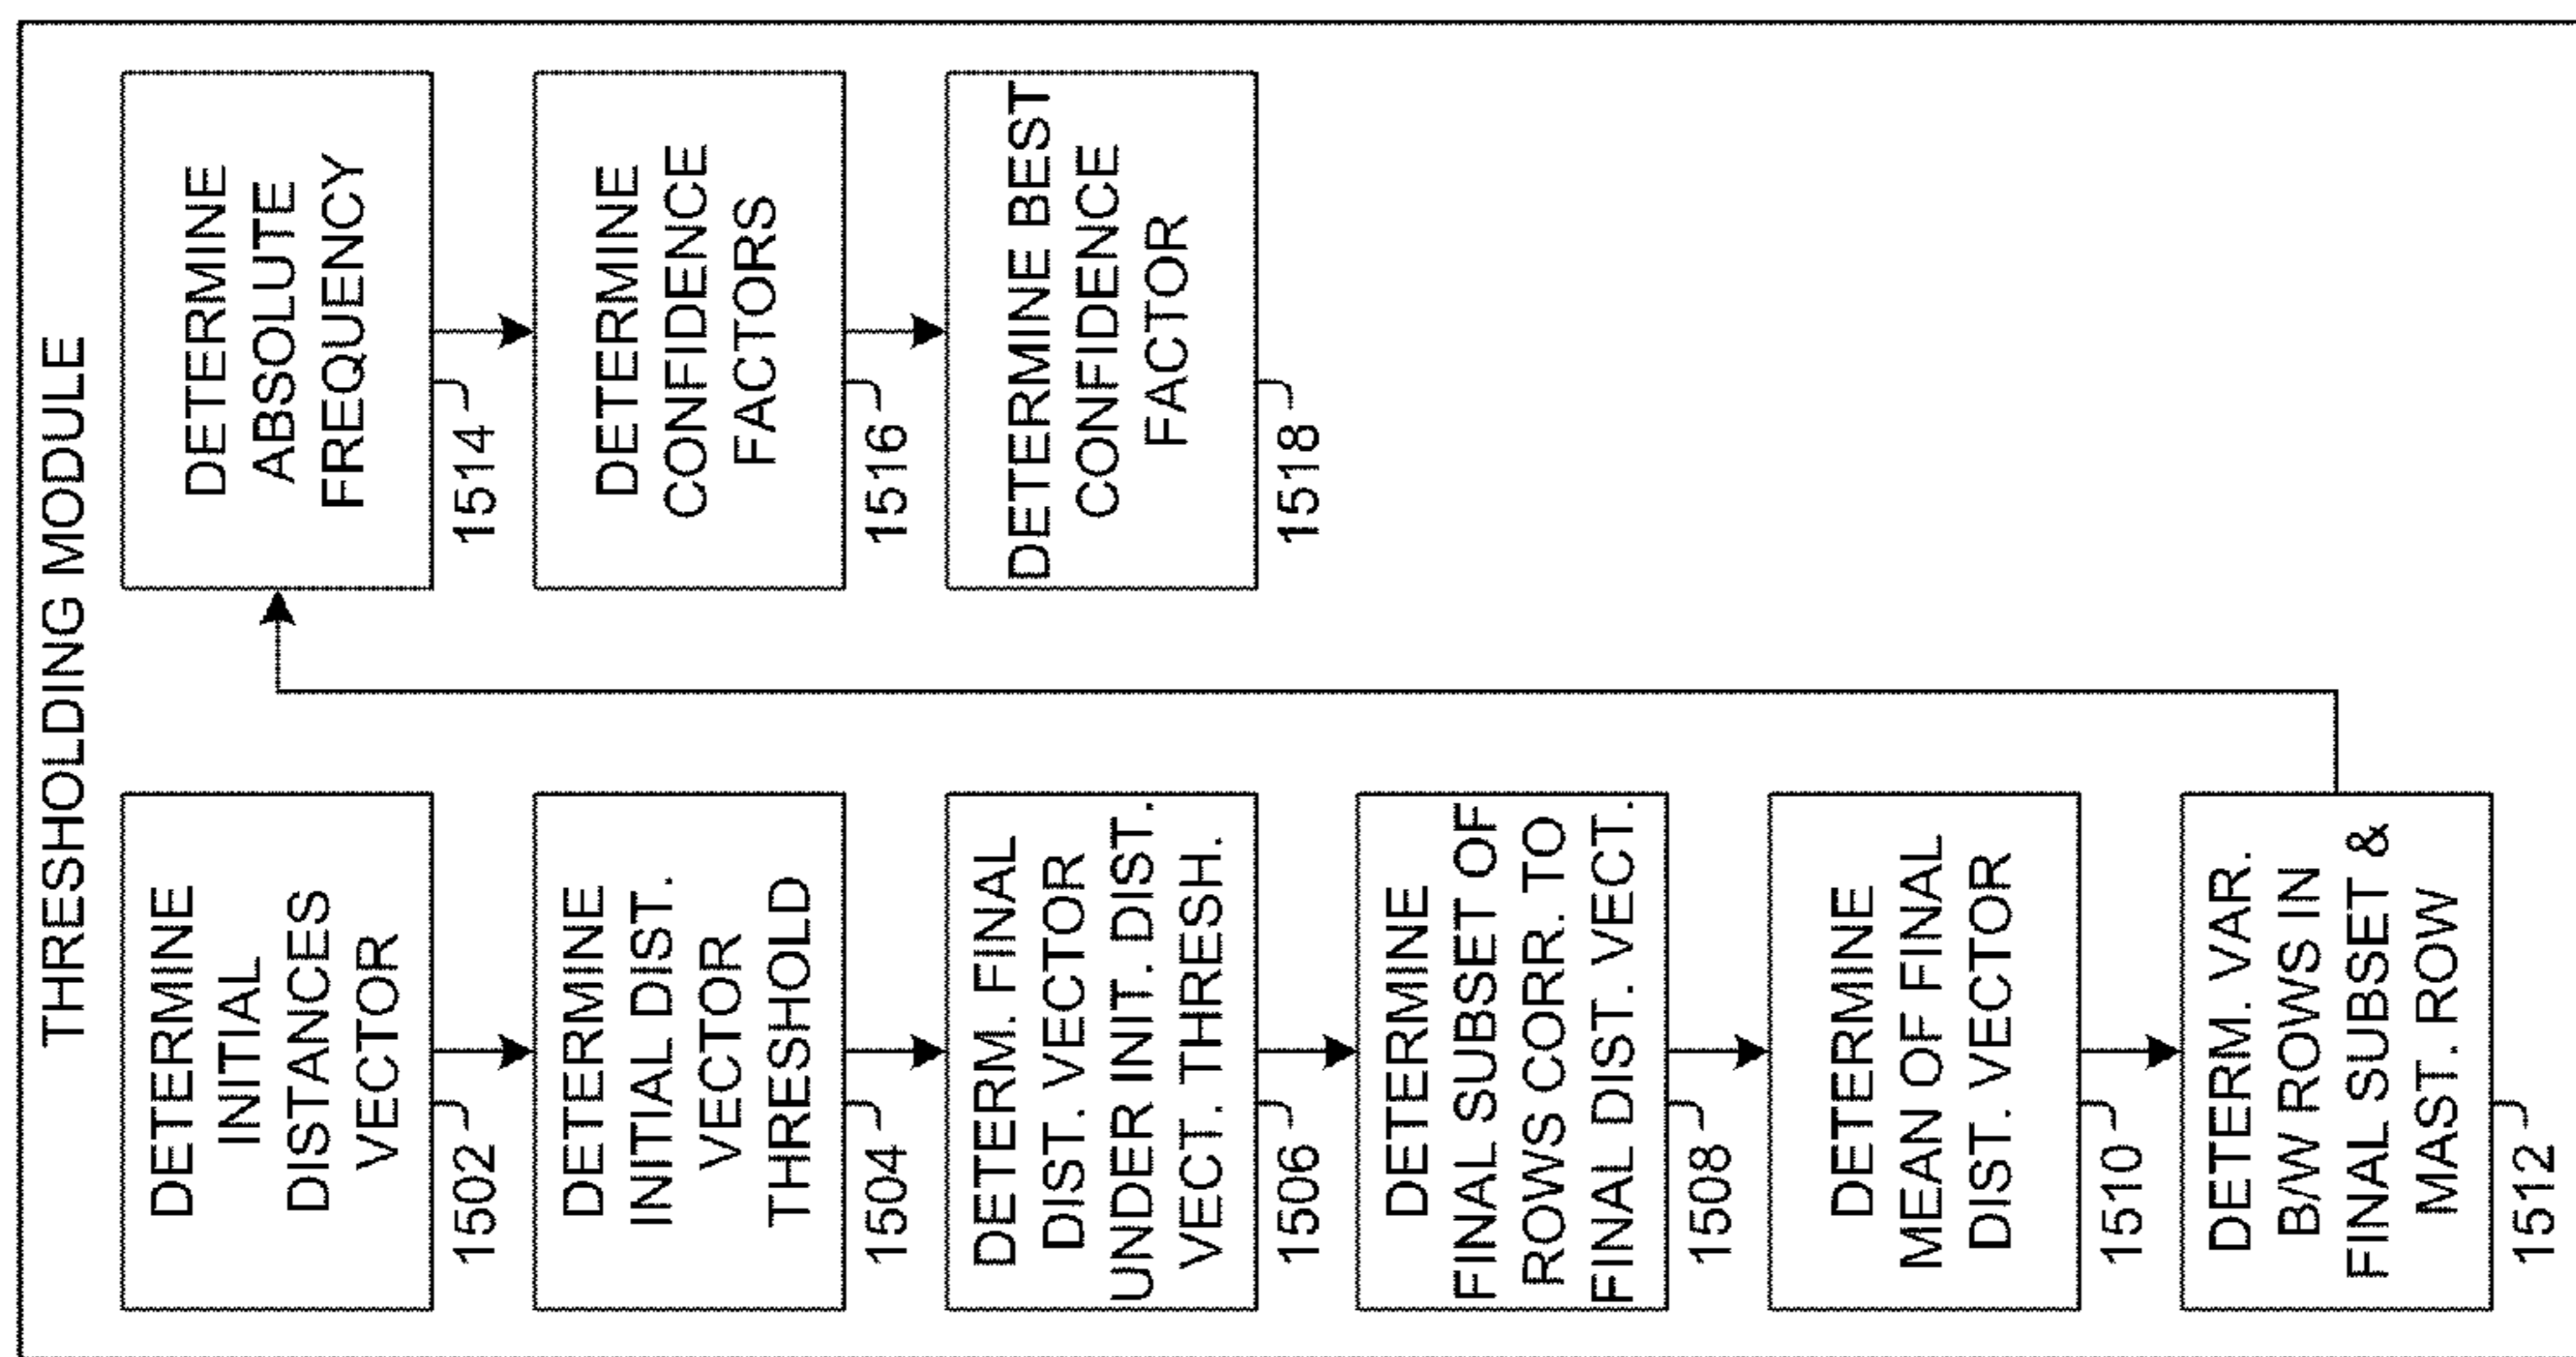 THRESHOLDING MODULE
DETERMINE
INITIAL
DISTANCES
VECTOR
1502
DETERMINE
INITIAL DIST.
VECTOR
THRESHOLD
1504
DETERM. FINAL
DIST. VECTOR
UNDER INIT. DIST.
VECT. THRESH.
1506
DETERMINE
FINAL SUBSET OF
ROWS CORR. TO
FINAL DIST. VECT.
1508
DETERMINE
MEAN OF FINAL
DIST. VECTOR
1510
DETERM. VAR.
B/W ROWS IN
FINAL SUBSET &
MAST. ROW
1512
DETERMINE
ABSOLUTE
FREQUENCY
1514
DETERMINE
CONFIDENCE
FACTORS
1516
DETERMINE BEST
CONFIDENCE
FACTOR
1518